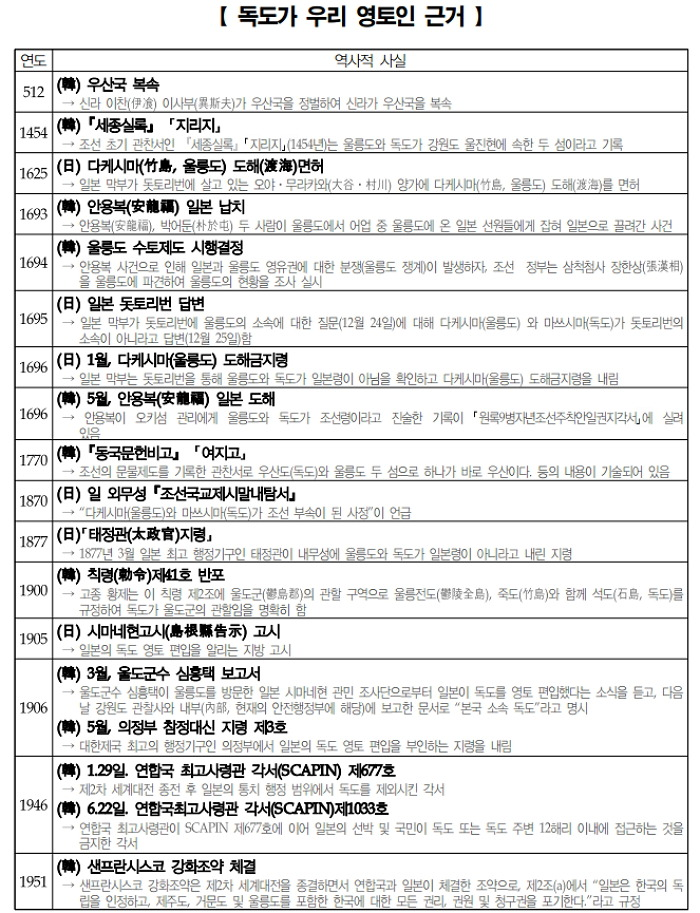 【 독도가 우리 영토인 근거 】
연도 역사적 사실
512
(韓) 우산국 복속
→ 신라 이찬(伊飡) 이사부(異斯夫)가 우산국을 정벌하여 신라가 우산국을 복속
1454
(韓)『세종실록』「지리지」
→ 조선 초기 관찬서인 『세종실록』「지리지」(1454년)는 울릉도와 독도가 강원도 울진현에 속한 두 섬이라고 기록
1625
(日) 다케시마(竹島, 울릉도) 도해(渡海)면허
→ 일본 막부가 돗토리번에 살고 있는 오야・무라카와(大谷・村川) 양가에 다케시마(竹島, 울릉도) 도해(渡海)를 면허
1693
(韓) 안용복(安龍福) 일본 납치
→ 안용복(安龍福), 박어둔(朴於屯) 두 사람이 울릉도에서 어업 중 울릉도에 온 일본 선원들에게 잡혀 일본으로 끌려간 사건
1694
(韓) 울릉도 수토제도 시행결정
→ 안용복 사건으로 인해 일본과 울릉도 영유권에 대한 분쟁(울릉도 쟁계)이 발생하자, 조선 정부는 삼척첨사 장한상(張漢相)
을 울릉도에 파견하여 울릉도의 현황을 조사 실시
1695
(日) 일본 돗토리번 답변
→ 일본 막부가 돗토리번에 울릉도의 소속에 대한 질문(12월 24일)에 대해 다케시마(울릉도) 와 마쓰시마(독도)가 돗토리번의
소속이 아니라고 답변(12월 25일)함
1696
(日) 1월, 다케시마(울릉도) 도해금지령
→ 일본 막부는 돗토리번을 통해 울릉도와 독도가 일본령이 아님을 확인하고 다케시마(울릉도) 도해금지령을 내림
1696
(韓) 5월, 안용복(安龍福) 일본 도해
→ 안용복이 오키섬 관리에게 울릉도와 독도가 조선령이라고 진술한 기록이 「원록9병자년조선주착안일권지각서」에 실려
있음
1770
(韓)『동국문헌비고』「여지고」
→ 조선의 문물제도를 기록한 관찬서로 우산도(독도)와 울릉도 두 섬으로 하나가 바로 우산이다. 등의 내용이 기술되어 있음
1870
(日) 일 외무성『조선국교제시말내탐서』
→ “다케시마(울릉도)와 마쓰시마(독도)가 조선 부속이 된 사정”이 언급
1877
(日)「태정관(太政官)지령」
→ 1877년 3월 일본 최고 행정기구인 태정관이 내무성에 울릉도와 독도가 일본령이 아니라고 내린 지령
1900
(韓) 칙령(勅令)제41호 반포
→ 고종 황제는 이 칙령 제2조에 울도군(鬱島郡)의 관할 구역으로 울릉전도(鬱陵全島), 죽도(竹島)와 함께 석도(石島, 독도)를
규정하여 독도가 울도군의 관할임을 명확히 함
1905
(日) 시마네현고시(島根縣告示) 고시
→ 일본의 독도 영토 편입을 알리는 지방 고시
1906
(韓) 3월, 울도군수 심흥택 보고서
→ 울도군수 심흥택이 울릉도를 방문한 일본 시마네현 관민 조사단으로부터 일본이 독도를 영토 편입했다는 소식을 듣고, 다음
날 강원도 관찰사와 내부(內部, 현재의 안전행정부에 해당)에 보고한 문서로 “본국 소속 독도”라고 명시
(韓) 5월, 의정부 참정대신 지령 제3호
→ 대한제국 최고의 행정기구인 의정부에서 일본의 독도 영토 편입을 부인하는 지령을 내림
1946
(韓) 1.29일. 연합국 최고사령관 각서(SCAPIN) 제677호
→ 제2차 세계대전 종전 후 일본의 통치 행정 범위에서 독도를 제외시킨 각서
(韓) 6.22일. 연합국최고사령관 각서(SCAPIN)제1033호
→ 연합국 최고사령관이 SCAPIN 제677호에 이어 일본의 선박 및 국민이 독도 또는 독도 주변 12해리 이내에 접근하는 것을
금지한 각서
1951
(韓) 샌프란시스코 강화조약 체결
→ 샌프란시스코 강화조약은 제2차 세계대전을 종결하면서 연합국과 일본이 체결한 조약으로, 제2조(a)에서 “일본은 한국의 독
립을 인정하고, 제주도, 거문도 및 울릉도를 포함한 한국에 대한 모든 권리, 권원 및 청구권을 포기한다.”라고 규정